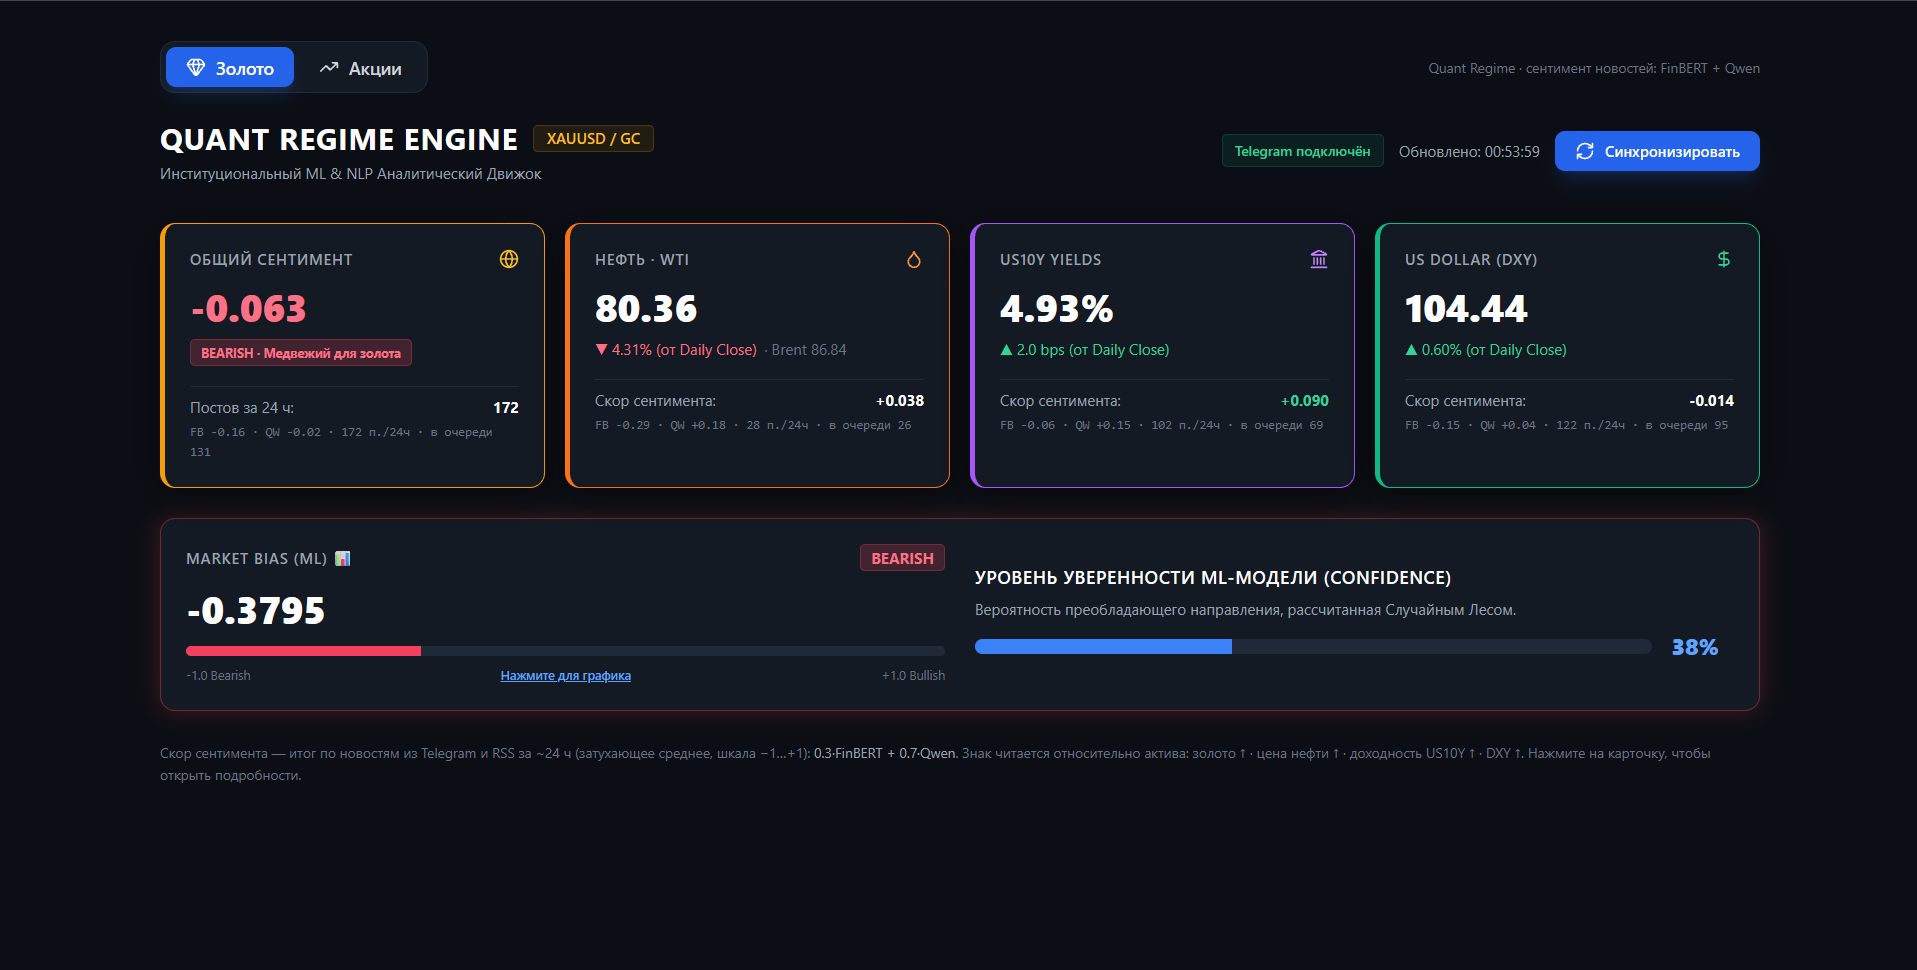 Золото
Акции
Quant Regime · сентимент новостей: FinBERT + Qwen
QUANT REGIME ENGINE
XAUUSD / GC
Институциональный ML & NLP Аналитический Движок
Telegram подключён
Обновлено: 00:53:59
Синхронизировать
ОБЩИЙ СЕНТИМЕНТ
-0.063
BEARISH · Медвежий для золота
Постов за 24 ч:
172
FB -0.16 · QW -0.02 · 172 п./24ч · в очереди
131
НЕФТЬ · WTI
80.36
▼ 4.31% (от Daily Close) · Brent 86.84
Скор сентимента:
+0.038
FB -0.29 · QW +0.18 · 28 п./24ч · в очереди 26
US10Y YIELDS
4.93%
▲ 2.0 bps (от Daily Close)
Скор сентимента:
+0.090
FB -0.06 · QW +0.15 · 102 п./24ч · в очереди 69
US DOLLAR (DXY)
104.44
▲ 0.60% (от Daily Close)
Скор сентимента:
-0.014
FB -0.15 · QW +0.04 · 122 п./24ч · в очереди 95
MARKET BIAS (ML) 📊
BEARISH
-0.3795
-1.0 Bearish
Нажмите для графика
+1.0 Bullish
УРОВЕНЬ УВЕРЕННОСТИ ML-МОДЕЛИ (CONFIDENCE)
Вероятность преобладающего направления, рассчитанная Случайным Лесом.
38%
Скор сентимента — итог по новостям из Telegram и RSS за ~24 ч (затухающее среднее, шкала −1…+1): 0.3·FinBERT + 0.7·Qwen. Знак читается относительно актива: золото ↑ · цена нефти ↑ · доходность US10Y ↑ · DXY ↑. Нажмите на карточку, чтобы
открыть подробности.